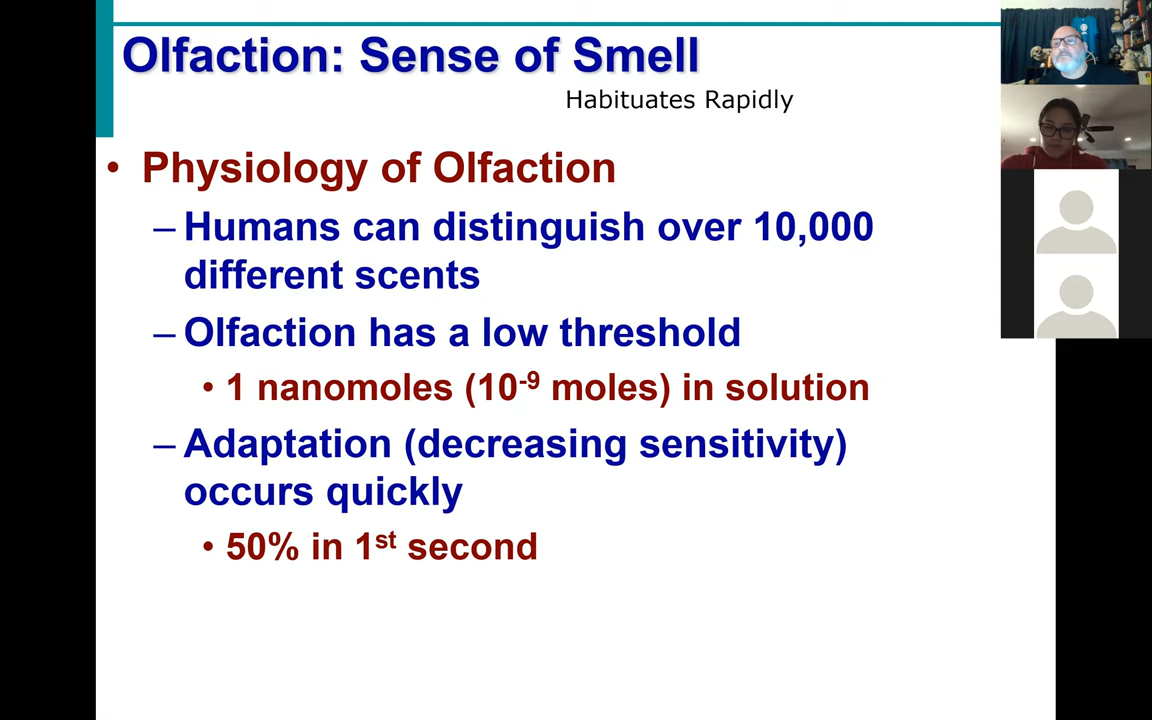 Olfaction: Sense of Smell
Habituates Rapidly
• Physiology of Olfaction
– Humans can distinguish over 10,000
different scents
– Olfaction has a low threshold
• 1 nanomoles (10⁻⁹ moles) in solution
– Adaptation (decreasing sensitivity)
occurs quickly
• 50% in 1ˢᵗ second